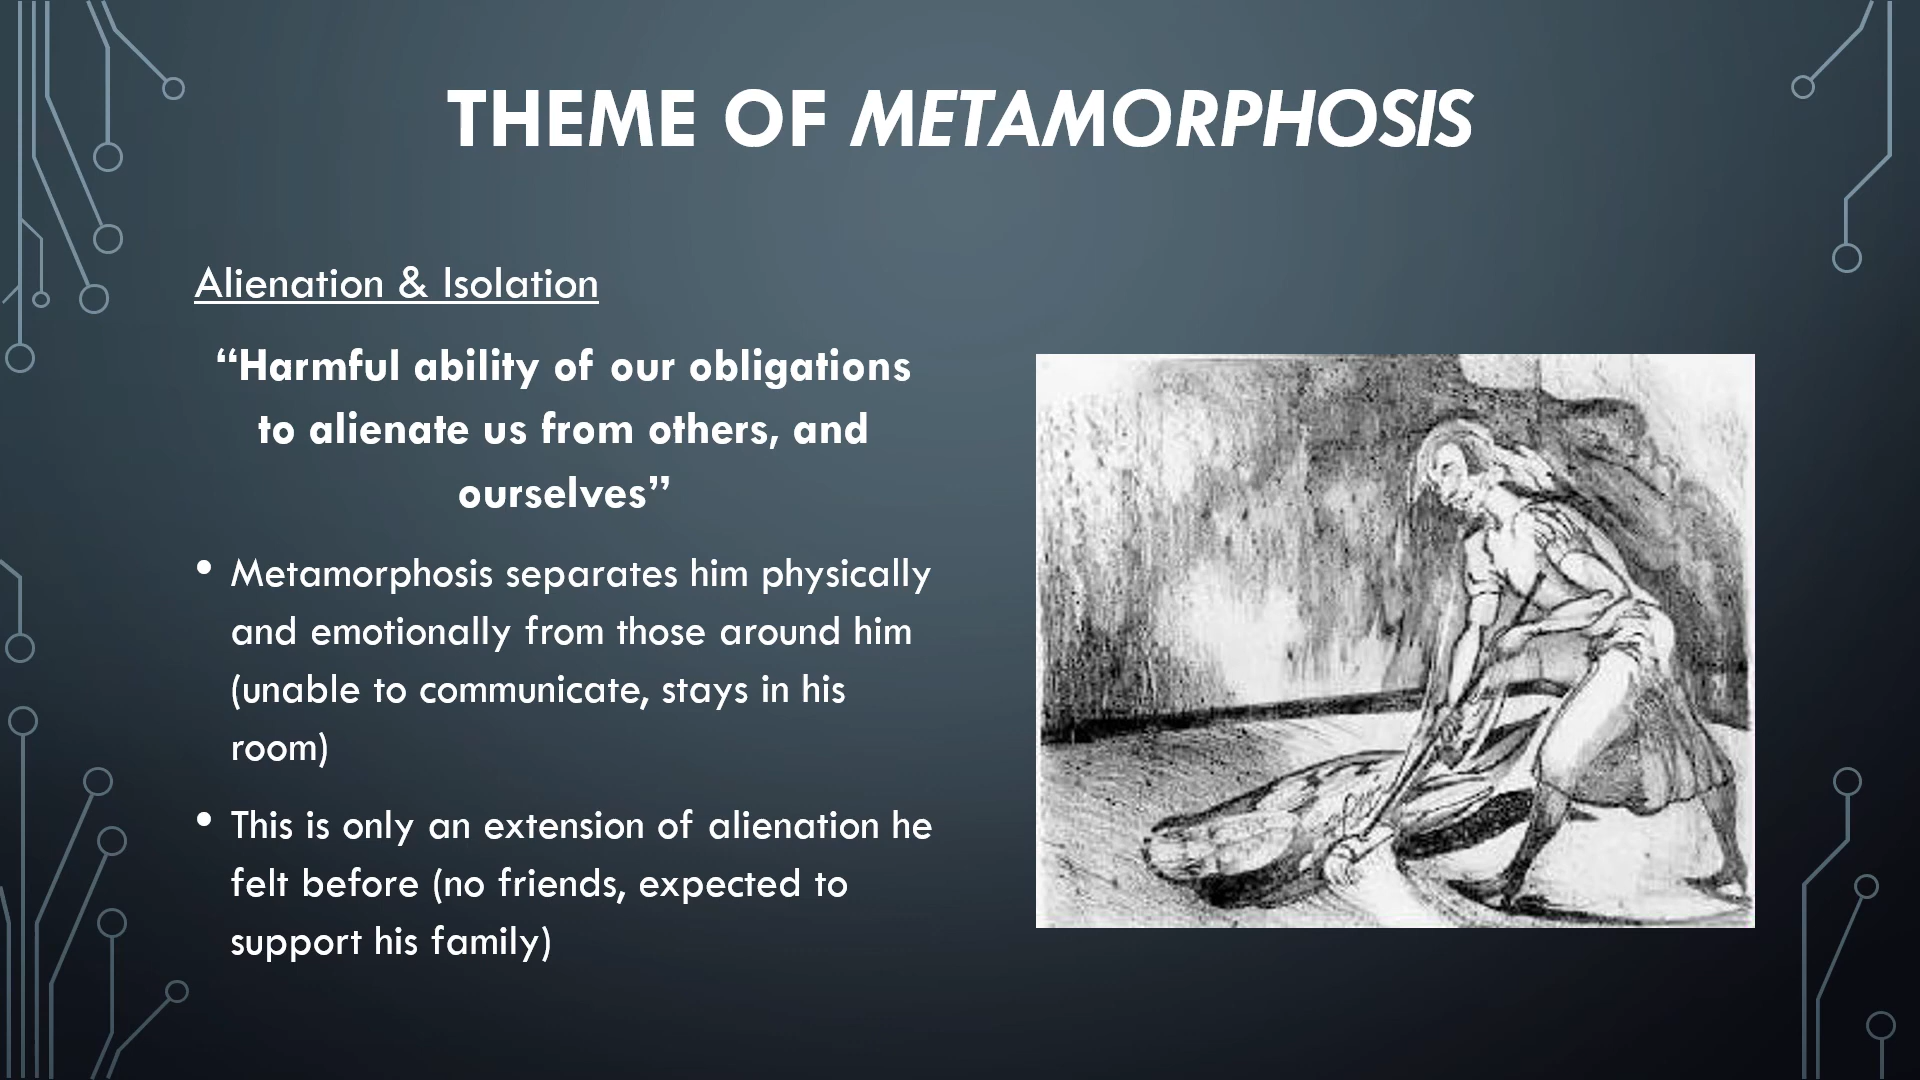 THEME OF METAMORPHOSIS
Alienation & Isolation
“Harmful ability of our obligations
to alienate us from others, and
ourselves”
• Metamorphosis separates him physically
and emotionally from those around him
(unable to communicate, stays in his
room)
• This is only an extension of alienation he
felt before (no friends, expected to
support his family)